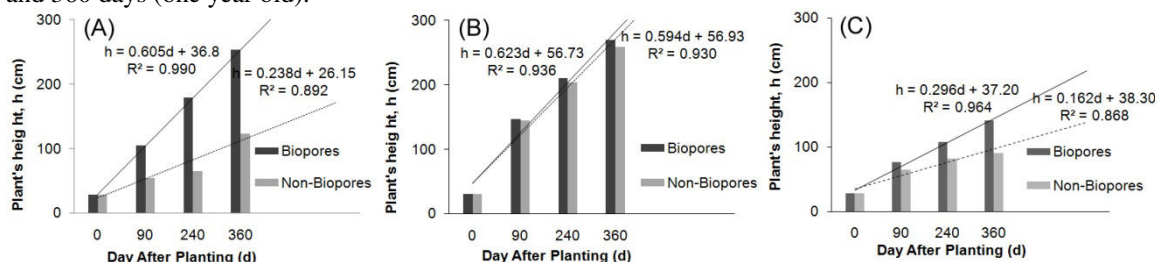 and 360 days (one year old).
(A)
h = 0.605d + 36.8
R² = 0.990
h = 0.238d + 26.15
R² = 0.892
Biopores
Non-Biopores
Plant's height, h (cm)
300
200
100
0
0 90 240 360
Day After Planting (d)
(B)
h = 0.623d + 56.73
R² = 0.936
h = 0.594d + 56.93
R² = 0.930
Biopores
Non-Biopores
Plant's heig ht, h (cm)
300
200
100
0
0 90 240 360
Day After Planting (d)
(C)
h = 0.296d + 37.20
R² = 0.964
h = 0.162d + 38.30
R² = 0.868
Biopores
Non-Biopores
Plant's height, h (cm)
300
200
100
0
0 90 240 360
Day After Planting (d)